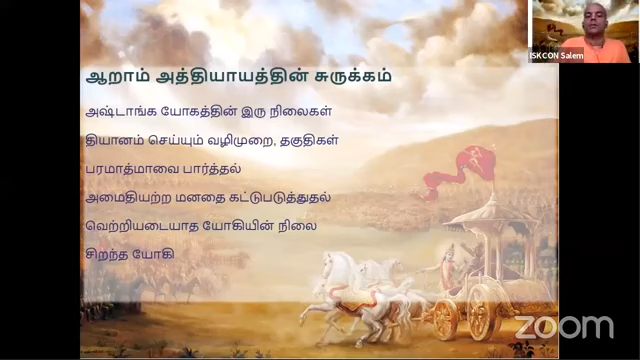 ISKCON Salem
ஆறாம் அத்தியாயத்தின் சுருக்கம்
அஷ்டாங்க யோகத்தின் இரு நிலைகள்
தியானம் செய்யும் வழிமுறை, தகுதிகள்
பரமாத்மாவை பார்த்தல்
அமைதியற்ற மனதை கட்டுபடுத்துதல்
வெற்றியடையாத யோகியின் நிலை
சிறந்த யோகி
zoom